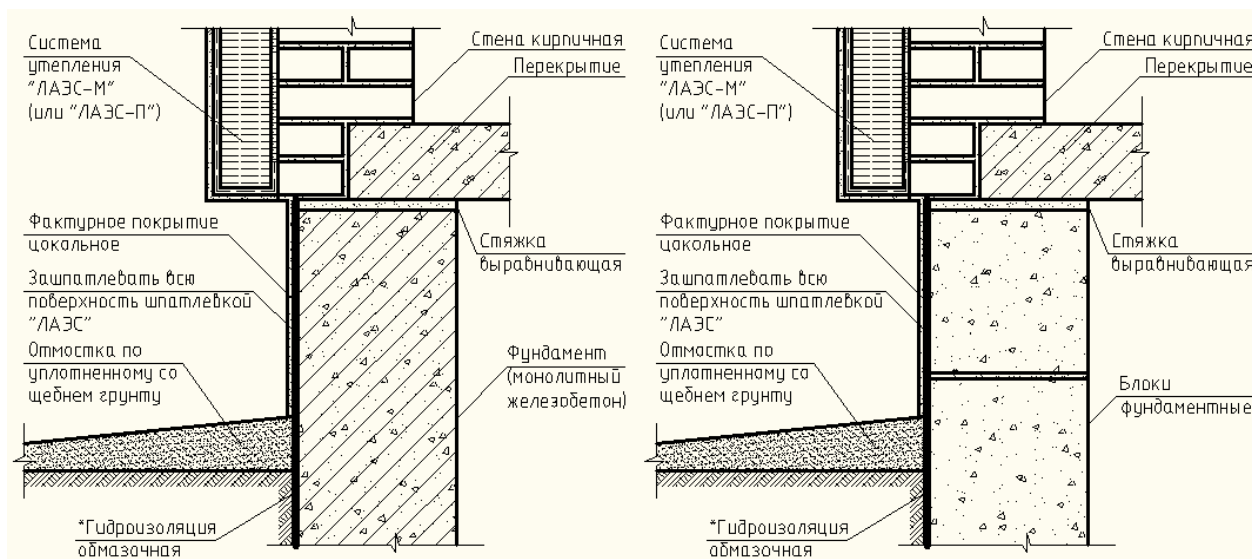 Система
утепления
"ЛАЭС-М"
(или "ЛАЭС-П")
Стена кирпичная
Перекрытие
Фактурное покрытие
цокольное
Зашпатлевать всю
поверхность шпатлевкой
"ЛАЭС"
Отмостка по
уплотненному со
щебнем грунту
Стяжка
выравнивающая
Фундамент
(монолитный
железобетон)
*Гидроизоляция
обмазочная
Система
утепления
"ЛАЭС-М"
(или "ЛАЭС-П")
Стена кирпичная
Перекрытие
Фактурное покрытие
цокольное
Зашпатлевать всю
поверхность шпатлевкой
"ЛАЭС"
Отмостка по
уплотненному со
щебнем грунту
Стяжка
выравнивающая
Блоки
фундаментные
*Гидроизоляция
обмазочная